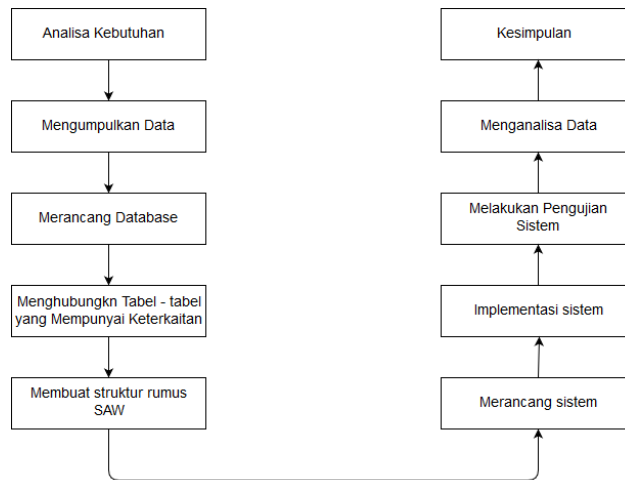 Analisa Kebutuhan
Mengumpulkan Data
Merancang Database
Menghubungkn Tabel - tabel
yang Mempunyai Keterkaitan
Membuat struktur rumus
SAW
Merancang sistem
Implementasi sistem
Melakukan Pengujian
Sistem
Menganalisa Data
Kesimpulan